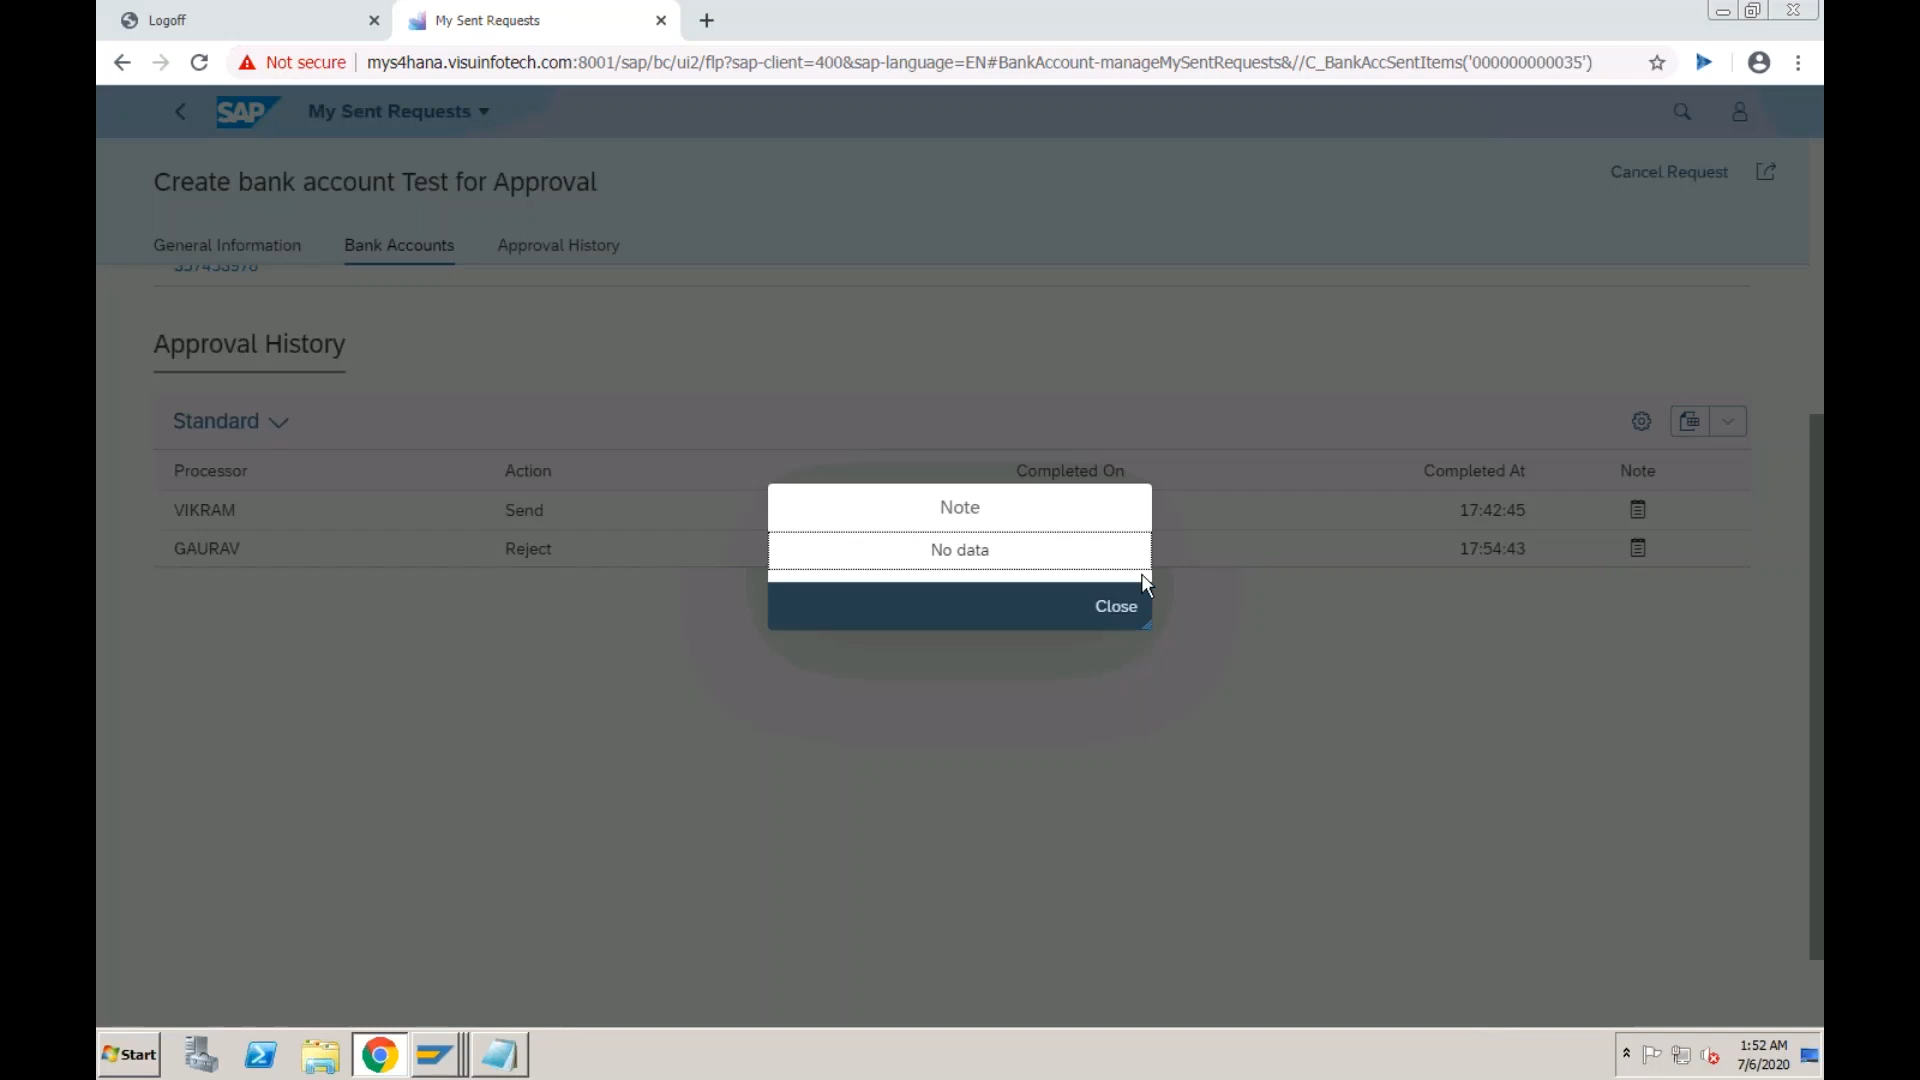 Logoff
My Sent Requests
Not secure
mys4hana.visuinfotech.com:8001/sap/bc/ui2/flp?sap-client=400&sap-language=EN#BankAccount-manageMySentRequests&//C_BankAccSentItems('000000000035')
SAP
My Sent Requests
Create bank account Test for Approval
Cancel Request
General Information
Bank Accounts
Approval History
Approval History
Standard
Processor Action Completed On Completed At Note
VIKRAM Send 17:42:45
GAURAV Reject 17:54:43
Note
No data
Close
Start
1:52 AM
7/6/2020